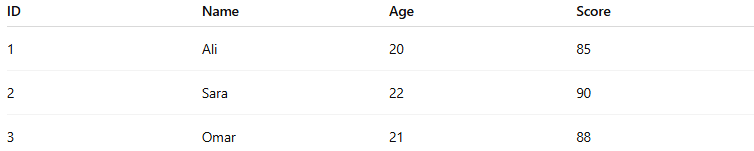 ID Name Age Score
1 Ali 20 85
2 Sara 22 90
3 Omar 21 88